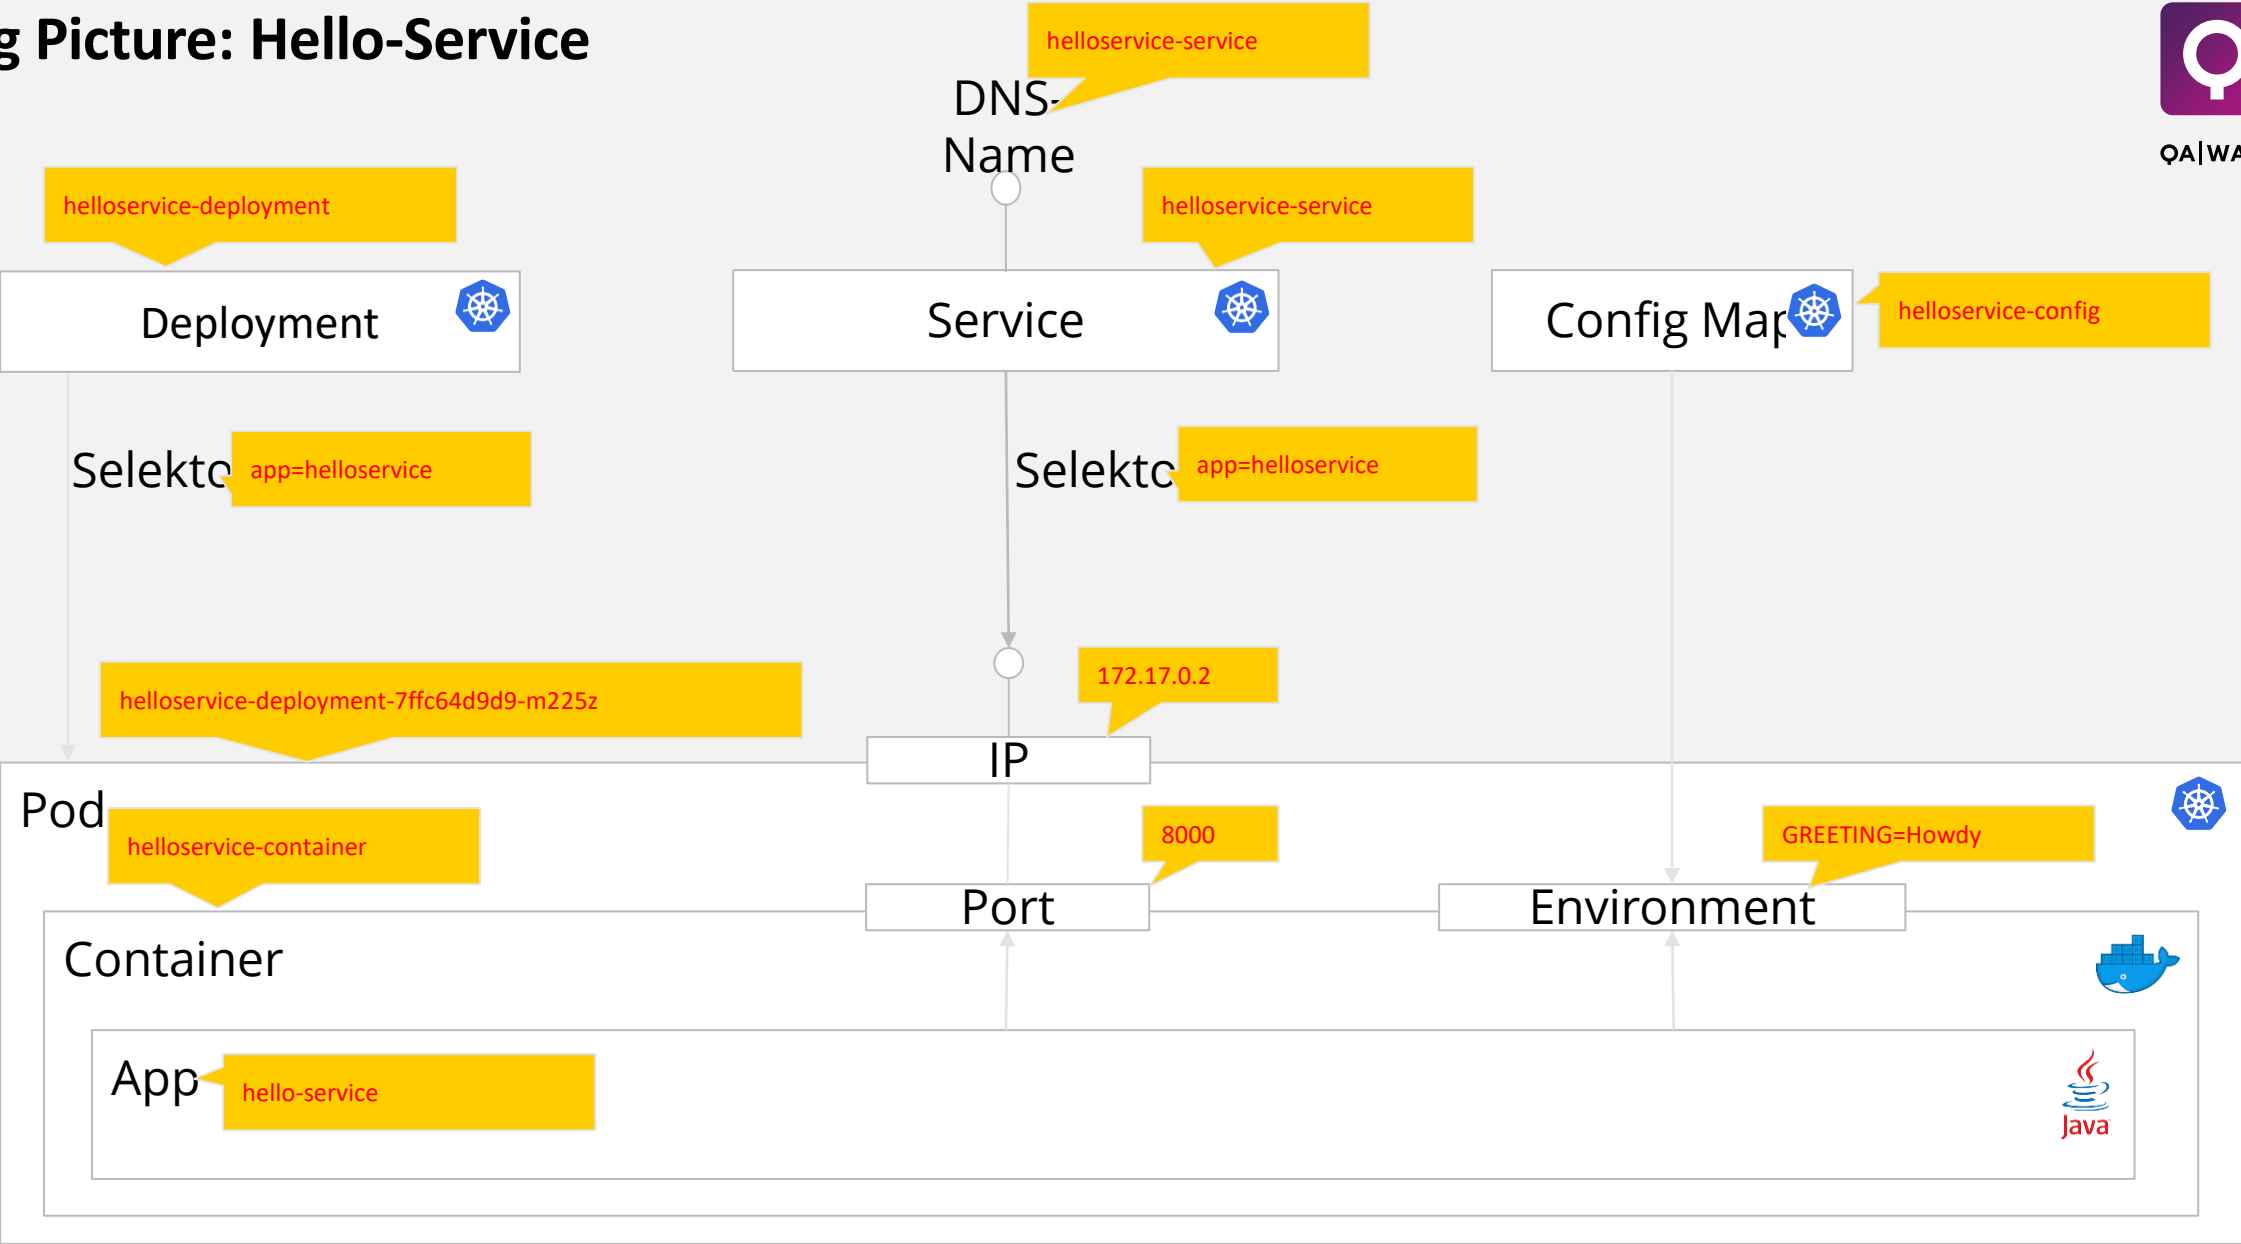 g Picture: Hello-Service
helloservice-service
DNS-
Name
QA|WA
helloservice-deployment
helloservice-service
Deployment
Service
Config Map
helloservice-config
Selekto
app=helloservice
Selekto
app=helloservice
172.17.0.2
helloservice-deployment-7ffc64d9d9-m225z
IP
Pod
helloservice-container
8000
GREETING=Howdy
Port
Environment
Container
App
hello-service
Java